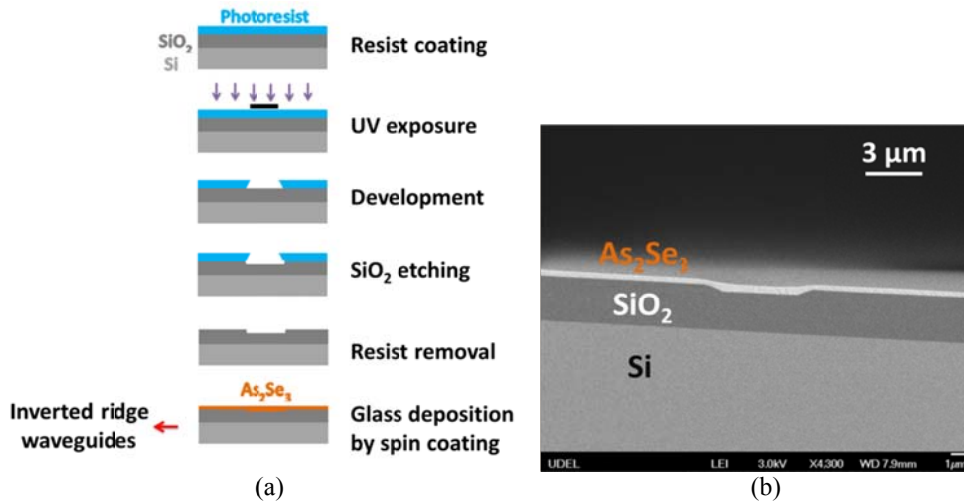 Photoresist
SiO2
Si
Resist coating
UV exposure
Development
SiO2 etching
Resist removal
As2Se3
Inverted ridge
waveguides
Glass deposition
by spin coating
(a)
3 μm
As2Se3
SiO2
Si
UDEL LEI 3.0kV X4,300 WD 7.9mm 1μm
(b)